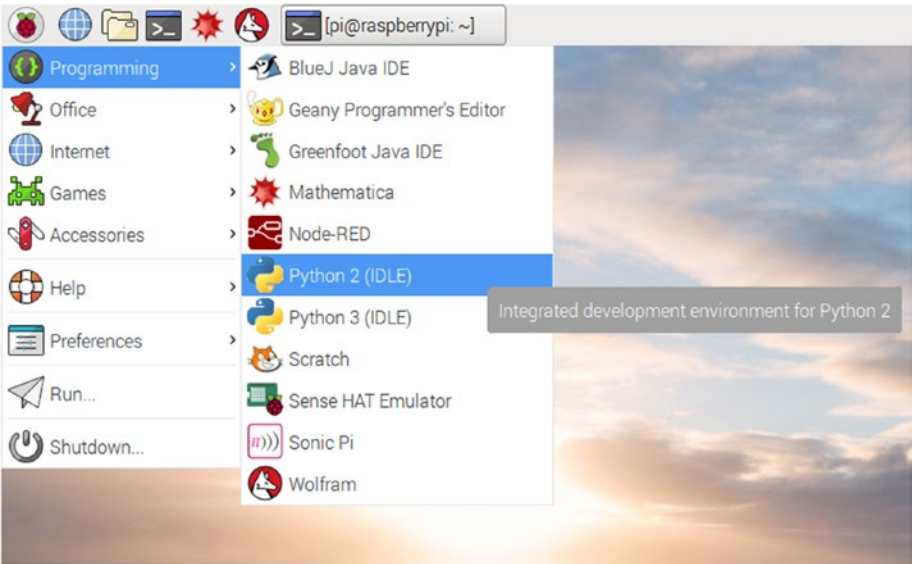 [pi@raspberrypi: ~]
Programming
Office
Internet
Games
Accessories
Help
Preferences
Run...
Shutdown...
BlueJ Java IDE
Geany Programmer's Editor
Greenfoot Java IDE
Mathematica
Node-RED
Python 2 (IDLE)
Python 3 (IDLE)
Scratch
Sense HAT Emulator
Sonic Pi
Wolfram
Integrated development environment for Python 2